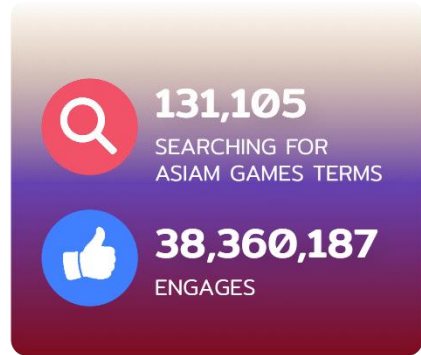 131,105
SEARCHING FOR
ASIAM GAMES TERMS
38,360,187
ENGAGES